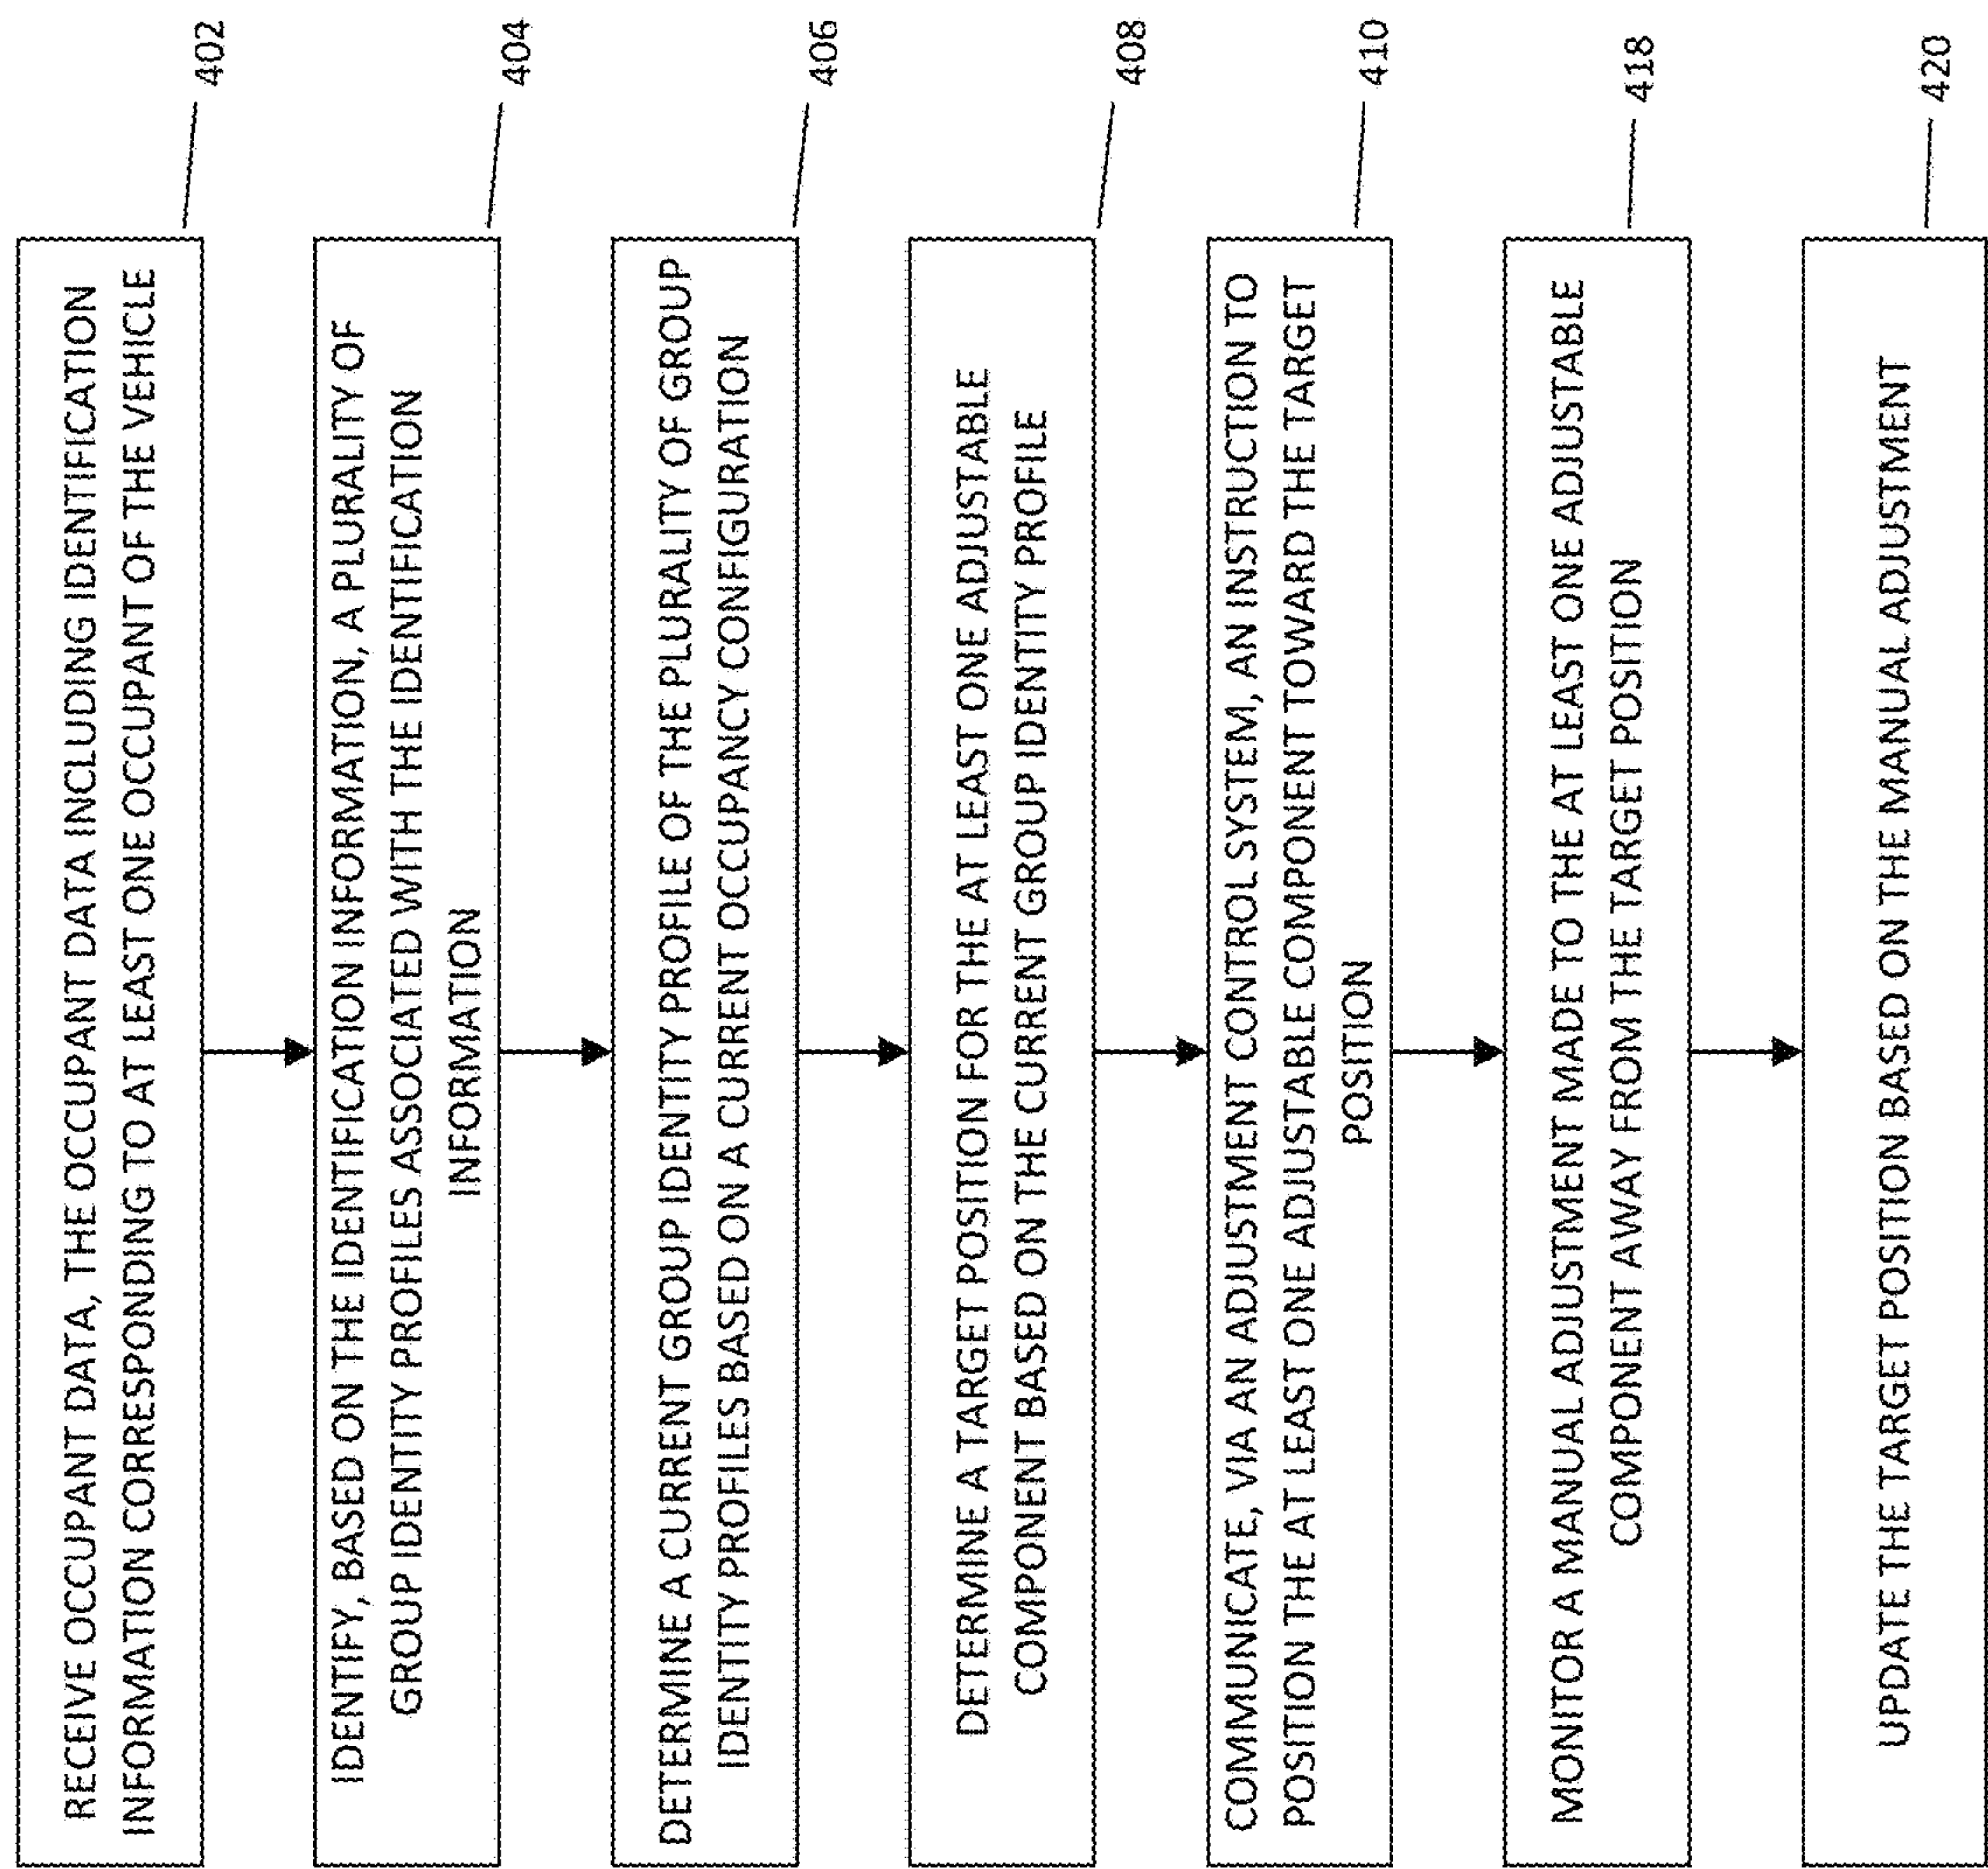 RECEIVE OCCUPANT DATA, THE OCCUPANT DATA INCLUDING IDENTIFICATION
INFORMATION CORRESPONDING TO AT LEAST ONE OCCUPANT OF THE VEHICLE
402
IDENTIFY, BASED ON THE IDENTIFICATION INFORMATION, A PLURALITY OF
GROUP IDENTITY PROFILES ASSOCIATED WITH THE IDENTIFICATION
INFORMATION
404
DETERMINE A CURRENT GROUP IDENTITY PROFILE OF THE PLURALITY OF GROUP
IDENTITY PROFILES BASED ON A CURRENT OCCUPANCY CONFIGURATION
406
DETERMINE A TARGET POSITION FOR THE AT LEAST ONE ADJUSTABLE
COMPONENT BASED ON THE CURRENT GROUP IDENTITY PROFILE
408
COMMUNICATE, VIA AN ADJUSTMENT CONTROL SYSTEM, AN INSTRUCTION TO
POSITION THE AT LEAST ONE ADJUSTABLE COMPONENT TOWARD THE TARGET
POSITION
410
MONITOR A MANUAL ADJUSTMENT MADE TO THE AT LEAST ONE ADJUSTABLE
COMPONENT AWAY FROM THE TARGET POSITION
418
UPDATE THE TARGET POSITION BASED ON THE MANUAL ADJUSTMENT
420